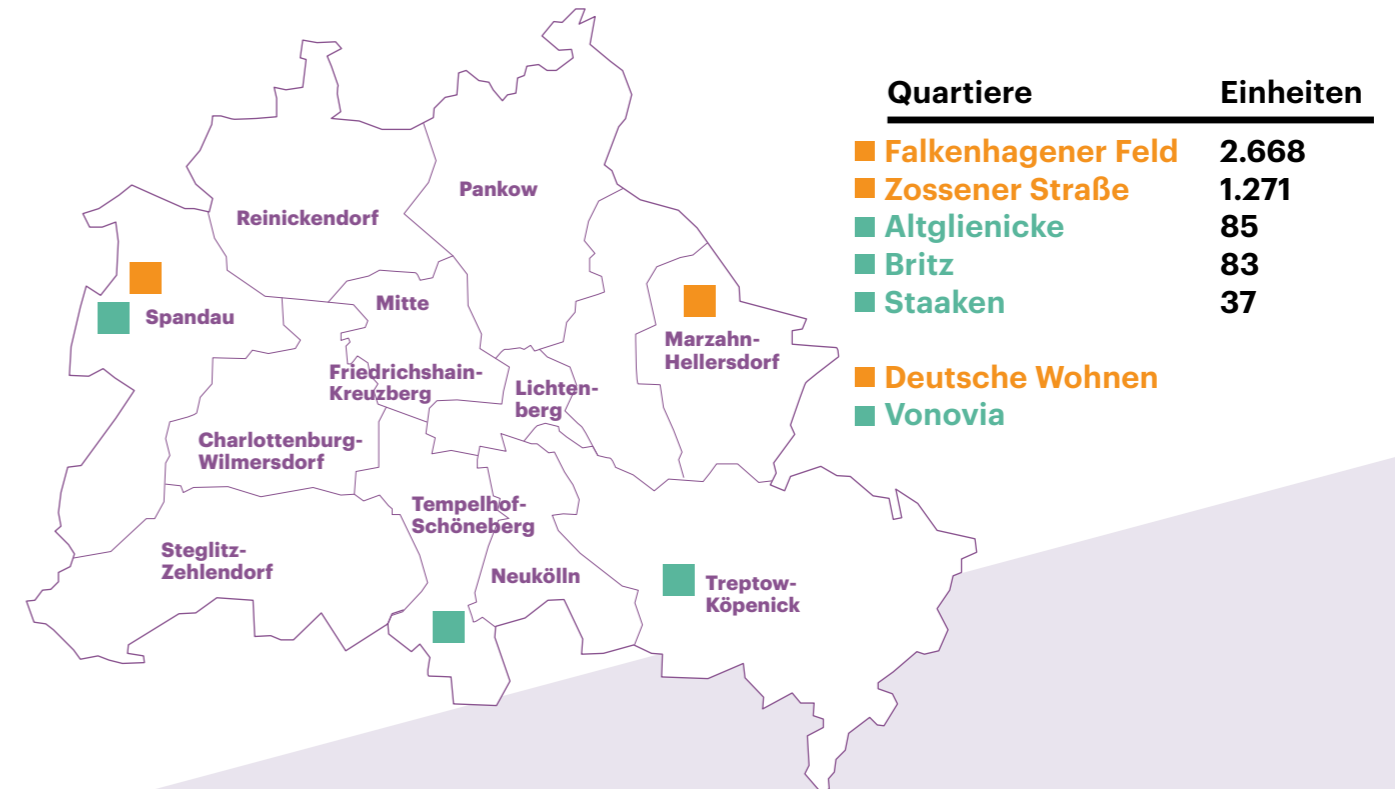 Pankow
Reinickendorf
Mitte
Spandau
Marzahn-
Hellersdorf
Friedrichshain-
Kreuzberg
Lichten-
berg
Charlottenburg-
Wilmersdorf
Tempelhof-
Schöneberg
Steglitz-
Zehlendorf
Neukölln
Treptow-
Köpenick
Quartiere Einheiten
Falkenhagener Feld 2.668
Zossener Straße 1.271
Altglienicke 85
Britz 83
Staaken 37
Deutsche Wohnen
Vonovia